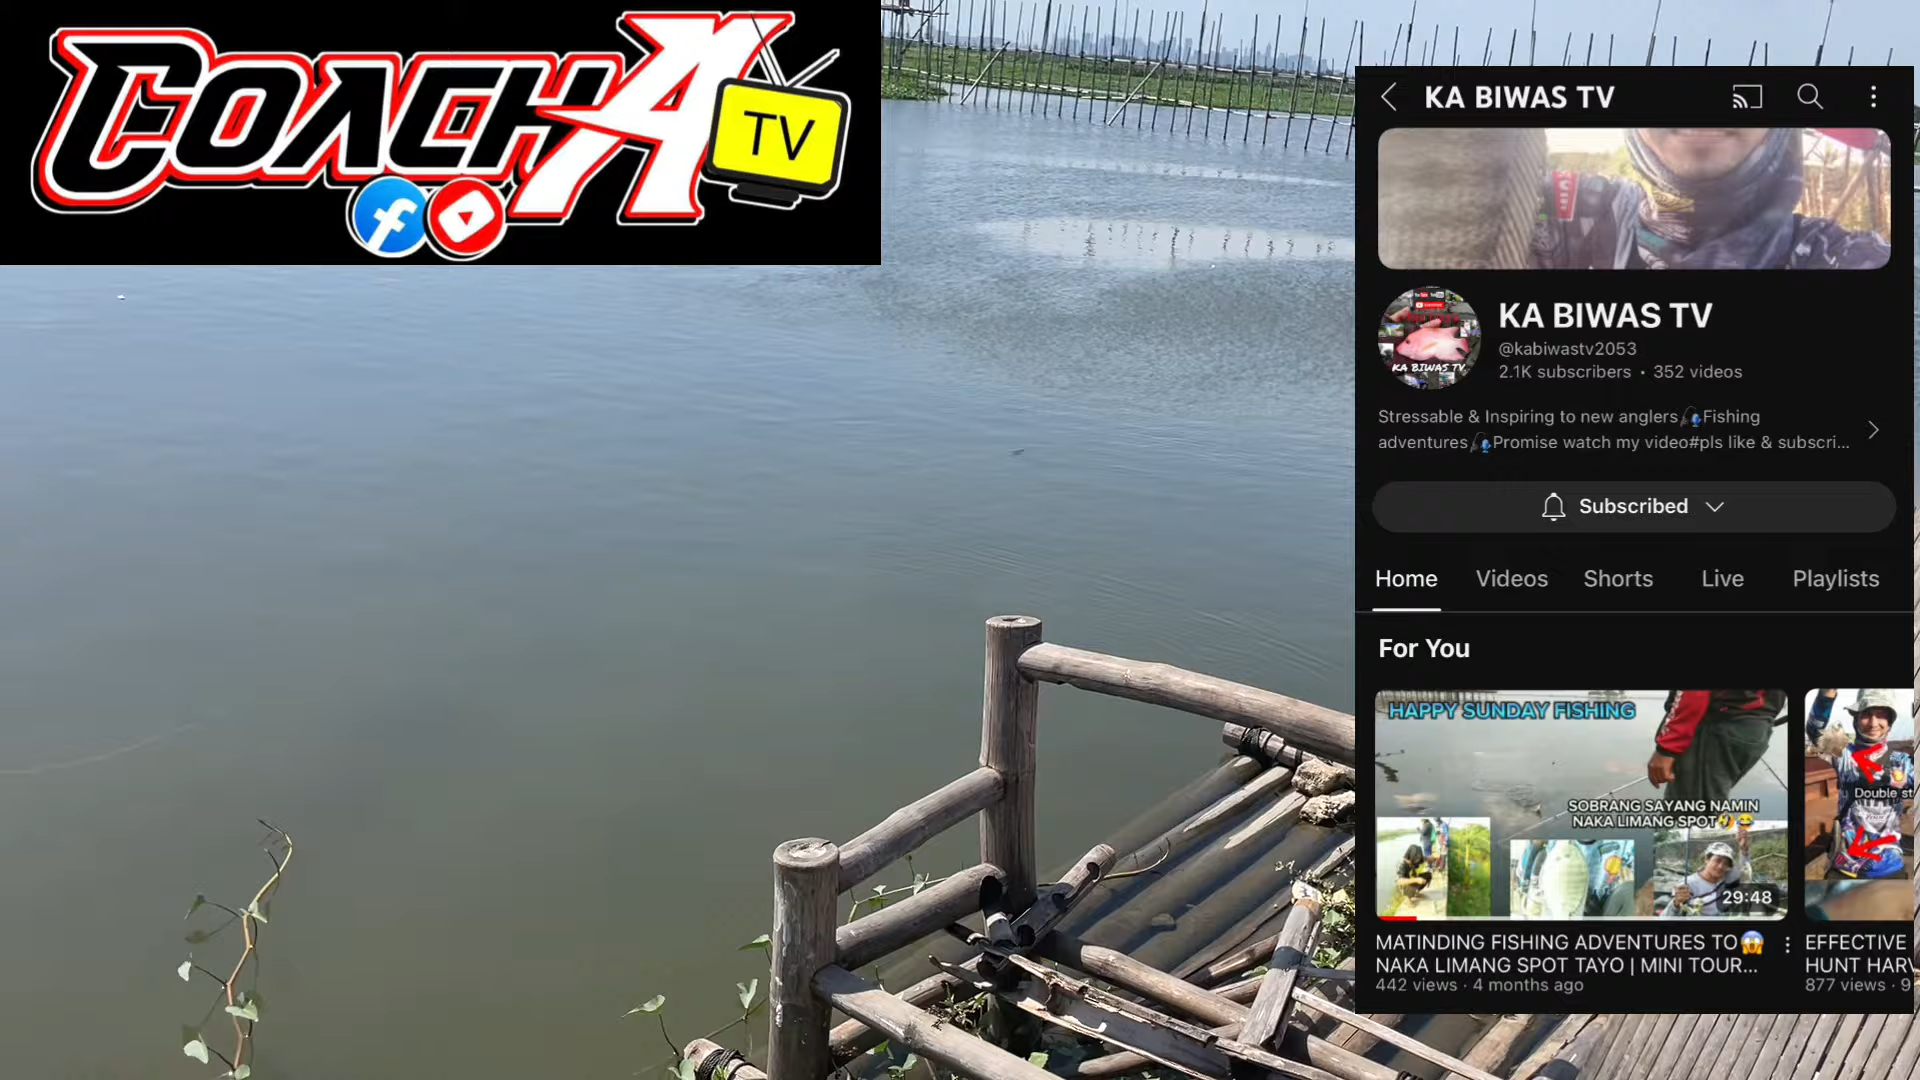 COACH A
TV
KA BIWAS TV
KA BIWAS TV
KA BIWAS TV
@kabiwastv2053
2.1K subscribers · 352 videos
Stressable & Inspiring to new anglers🎣Fishing
adventures🎣Promise watch my video#pls like & subscri...
Subscribed
Home
Videos
Shorts
Live
Playlists
For You
HAPPY SUNDAY FISHING
SOBRANG SAYANG NAMIN
NAKA LIMANG SPOT🤣😂
29:48
Double st
MATINDING FISHING ADVENTURES TO😱
NAKA LIMANG SPOT TAYO | MINI TOUR...
442 views · 4 months ago
EFFECTIVE
HUNT HAR
877 views · 9